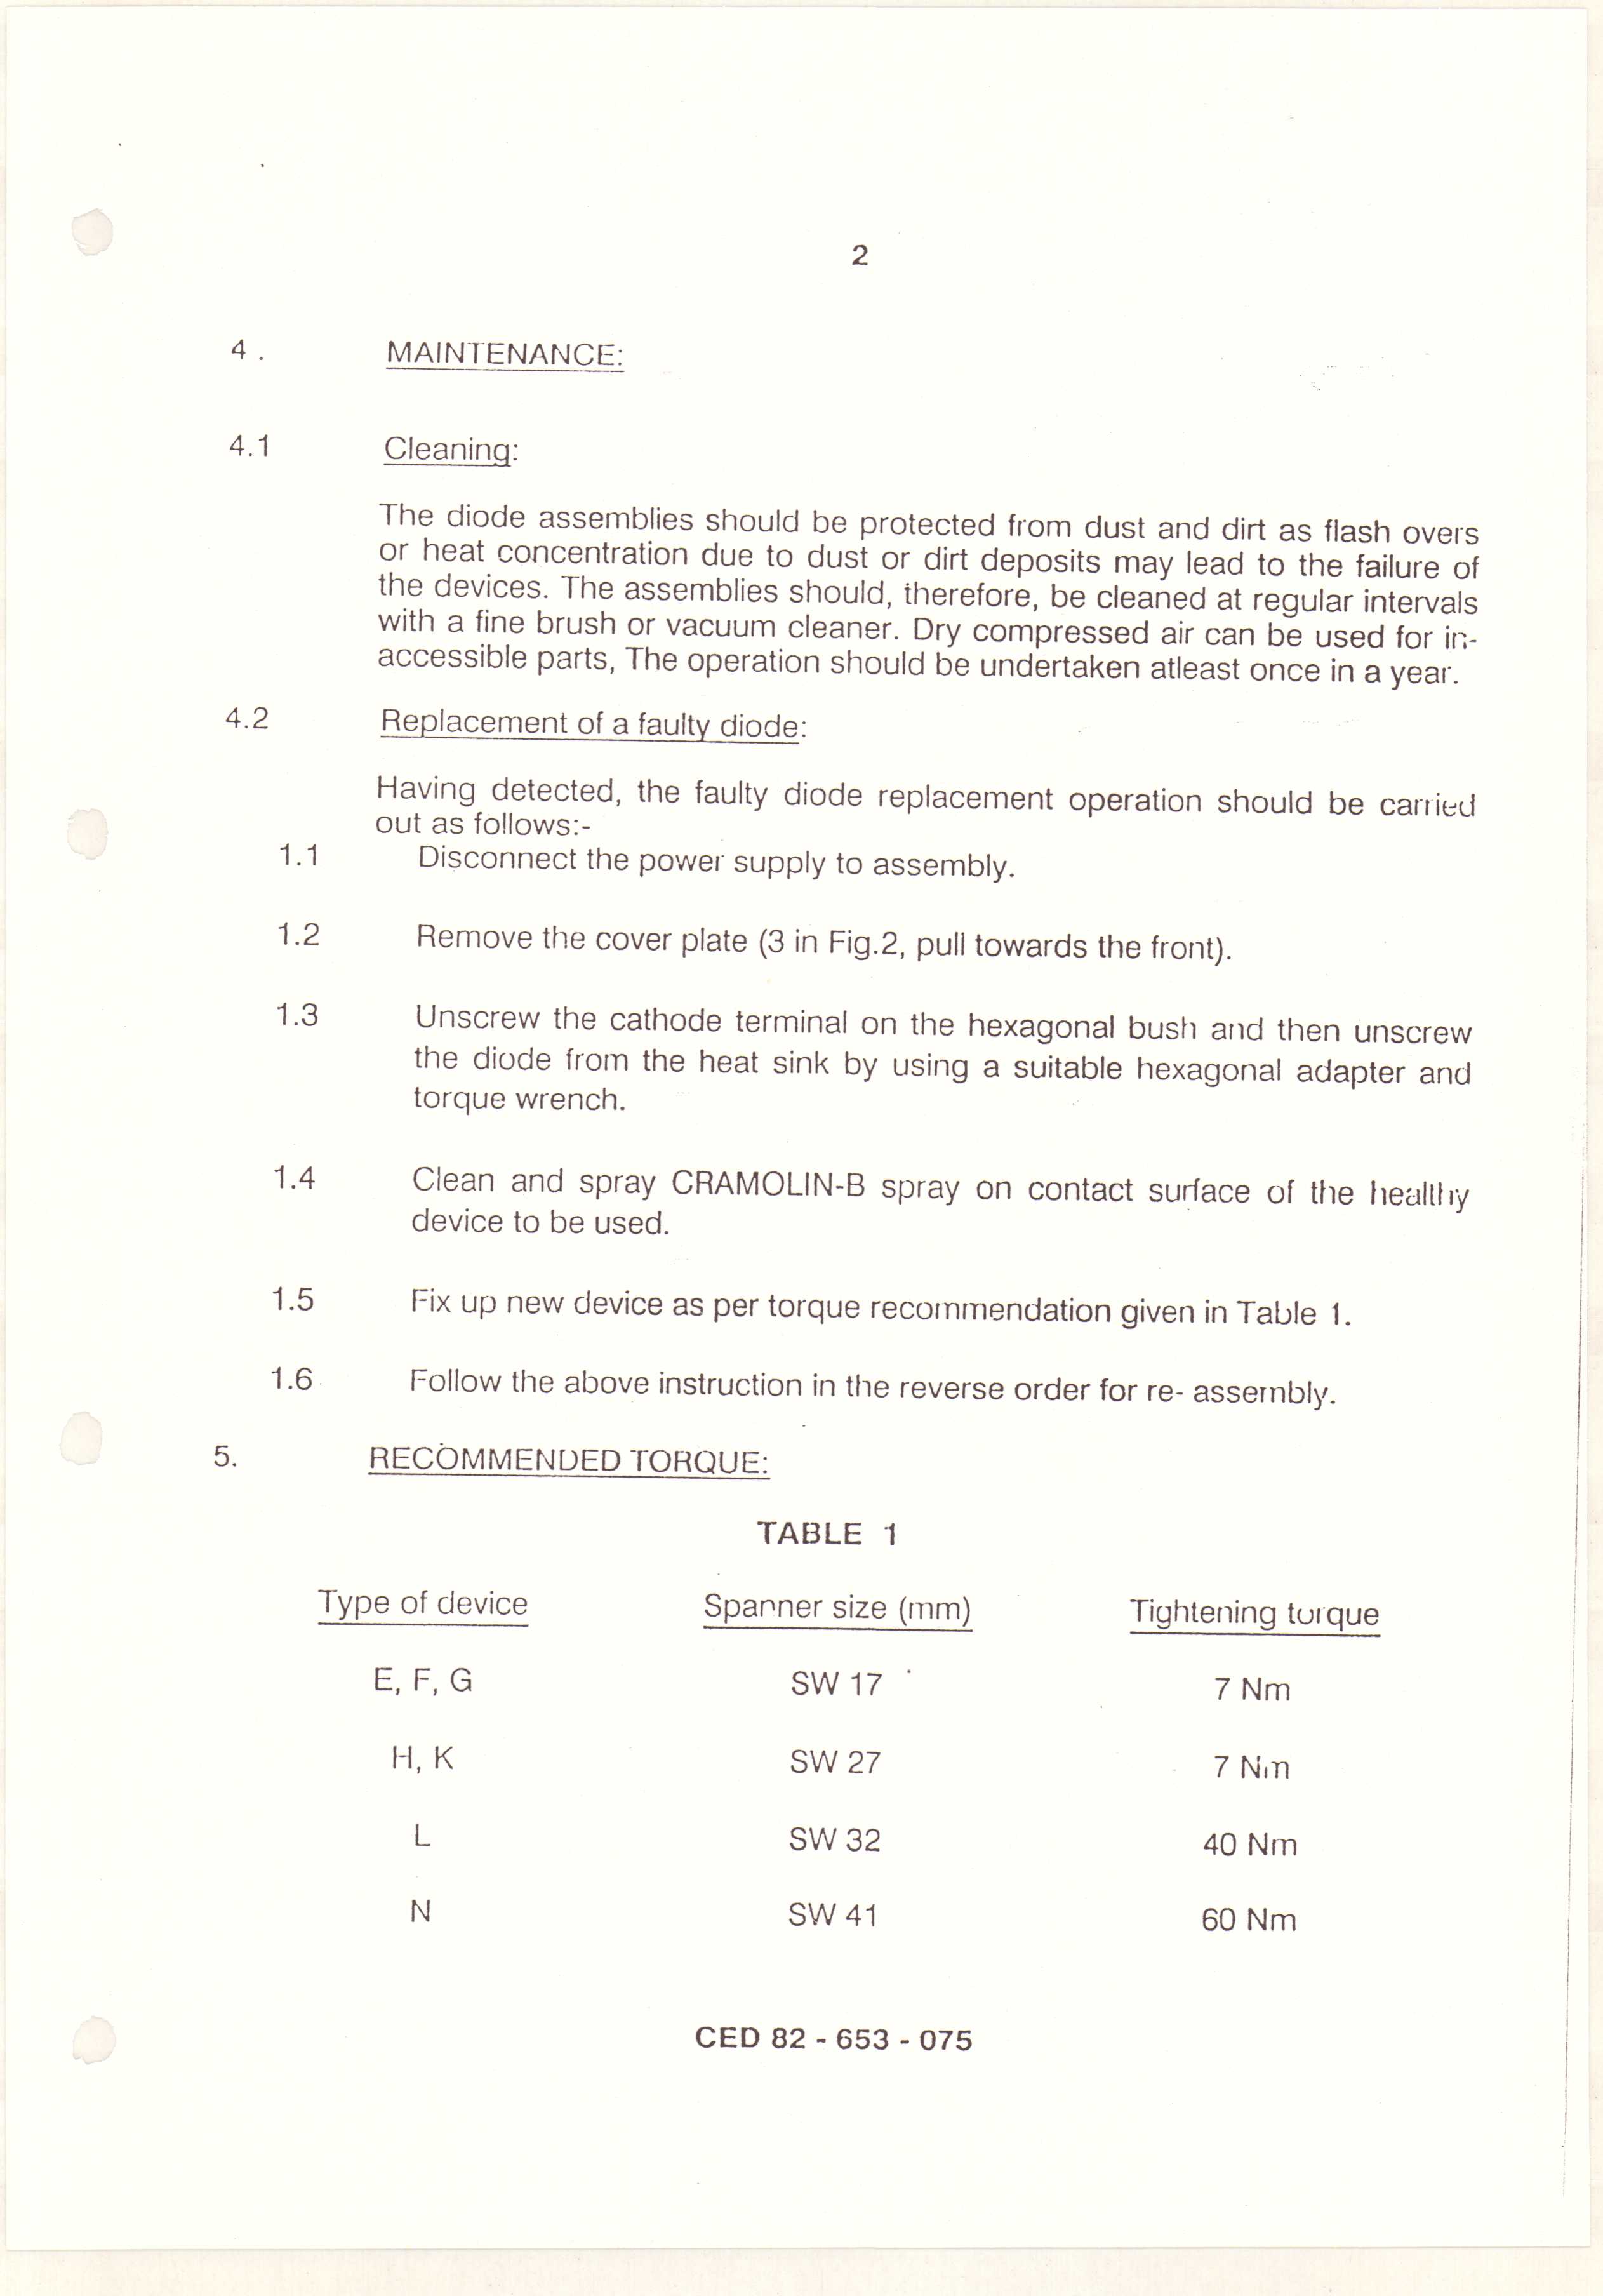 2
4 . MAINTENANCE:
4.1 Cleaning:
The diode assemblies should be protected from dust and dirt as flash overs
or heat concentration due to dust or dirt deposits may lead to the failure of
the devices. The assemblies should, therefore, be cleaned at regular intervals
with a fine brush or vacuum cleaner. Dry compressed air can be used for in-
accessible parts, The operation should be undertaken atleast once in a year.
4.2 Replacement of a faulty diode:
Having detected, the faulty diode replacement operation should be carried
out as follows:-
1.1 Disconnect the power supply to assembly.
1.2 Remove the cover plate (3 in Fig.2, pull towards the front).
1.3 Unscrew the cathode terminal on the hexagonal bush and then unscrew
the diode from the heat sink by using a suitable hexagonal adapter and
torque wrench.
1.4 Clean and spray CRAMOLIN-B spray on contact surface of the healthy
device to be used.
1.5 Fix up new device as per torque recommendation given in Table 1.
1.6 Follow the above instruction in the reverse order for re- assembly.
5. RECOMMENDED TORQUE:
TABLE 1
Type of device Spanner size (mm) Tightening torque
E, F, G SW 17 7 Nm
H, K SW 27 7 Nm
L SW 32 40 Nm
N SW 41 60 Nm
CED 82 - 653 - 075